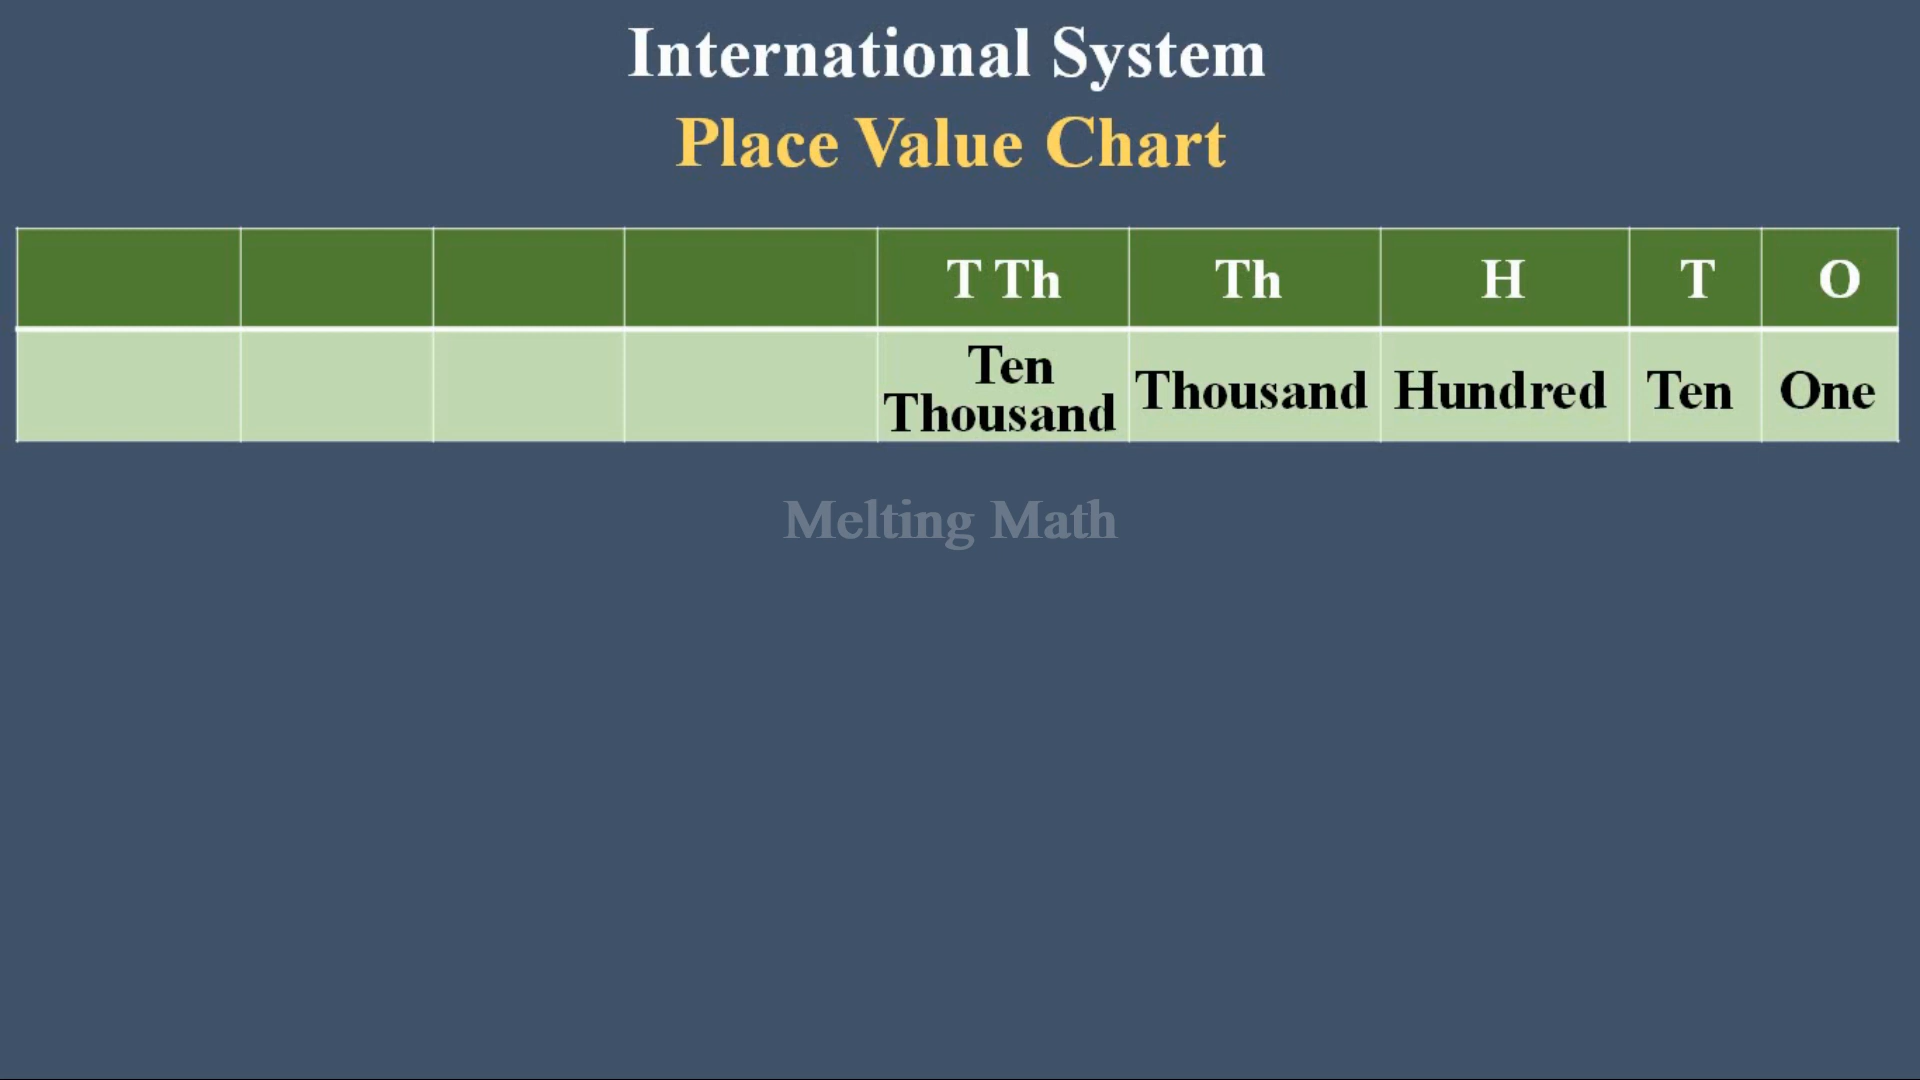 International System
Place Value Chart
T Th Th H T O
Ten Thousand Thousand Hundred Ten One
Melting Math